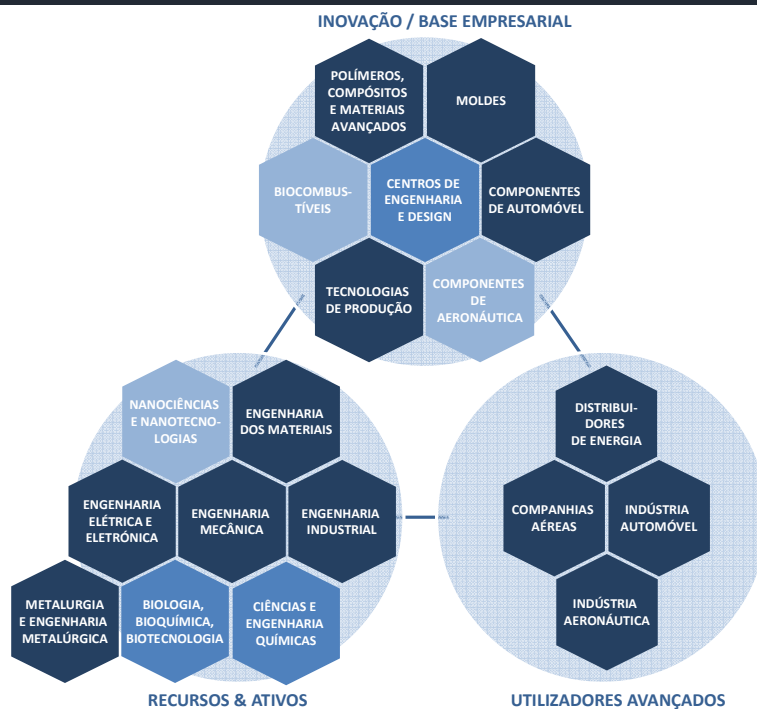 INOVAÇÃO / BASE EMPRESARIAL
POLÍMEROS,
COMPÓSITOS
E MATERIAIS
AVANÇADOS
MOLDES
BIOCOMBUS-
TÍVEIS
CENTROS DE
ENGENHARIA
E DESIGN
COMPONENTES
DE AUTOMÓVEL
TECNOLOGIAS
DE PRODUÇÃO
COMPONENTES
DE
AERONÁUTICA
NANOCIÊNCIAS
E NANOTECNO-
LOGIAS
ENGENHARIA
DOS MATERIAIS
ENGENHARIA
ELÉTRICA E
ELETRÓNICA
ENGENHARIA
MECÂNICA
ENGENHARIA
INDUSTRIAL
METALURGIA
E ENGENHARIA
METALÚRGICA
BIOLOGIA,
BIOQUÍMICA,
BIOTECNOLOGIA
CIÊNCIAS E
ENGENHARIA
QUÍMICAS
RECURSOS & ATIVOS
DISTRIBUI-
DORES
DE ENERGIA
COMPANHIAS
AÉREAS
INDÚSTRIA
AUTOMÓVEL
INDÚSTRIA
AERONÁUTICA
UTILIZADORES AVANÇADOS